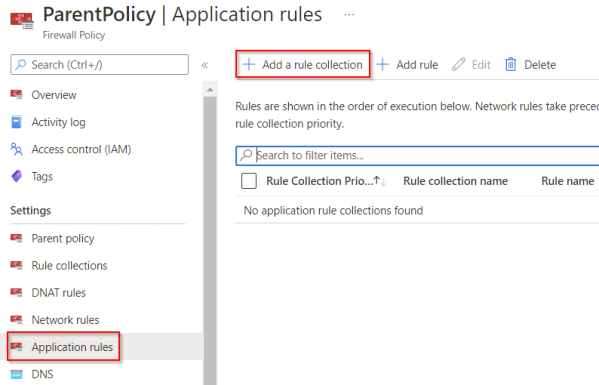 ParentPolicy | Application rules ...
Firewall Policy
Search (Ctrl+/) «
+ Add a rule collection + Add rule Edit Delete
Overview
Activity log
Access control (IAM)
Tags
Settings
Parent policy
Rule collections
DNAT rules
Network rules
Application rules
DNS
Rules are shown in the order of execution below. Network rules take prece
rule collection priority.
Search to filter items...
Rule Collection Prio...↑↓ Rule collection name Rule name
No application rule collections found